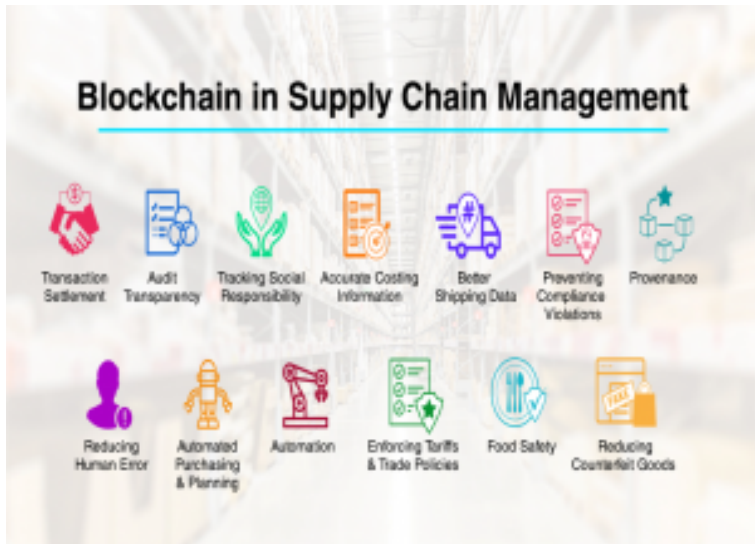 Blockchain in Supply Chain Management
Transaction
Settlement
Audit
Transparency
Tracking Social
Responsibility
Accurate Costing
Information
Better
Shipping Data
Preventing
Compliance
Violations
Provenance
Reducing
Human Error
Automated
Purchasing
& Planning
Automation
Enforcing Tariffs
& Trade Policies
Food Safety
FAKE
Reducing
Counterfeit Goods